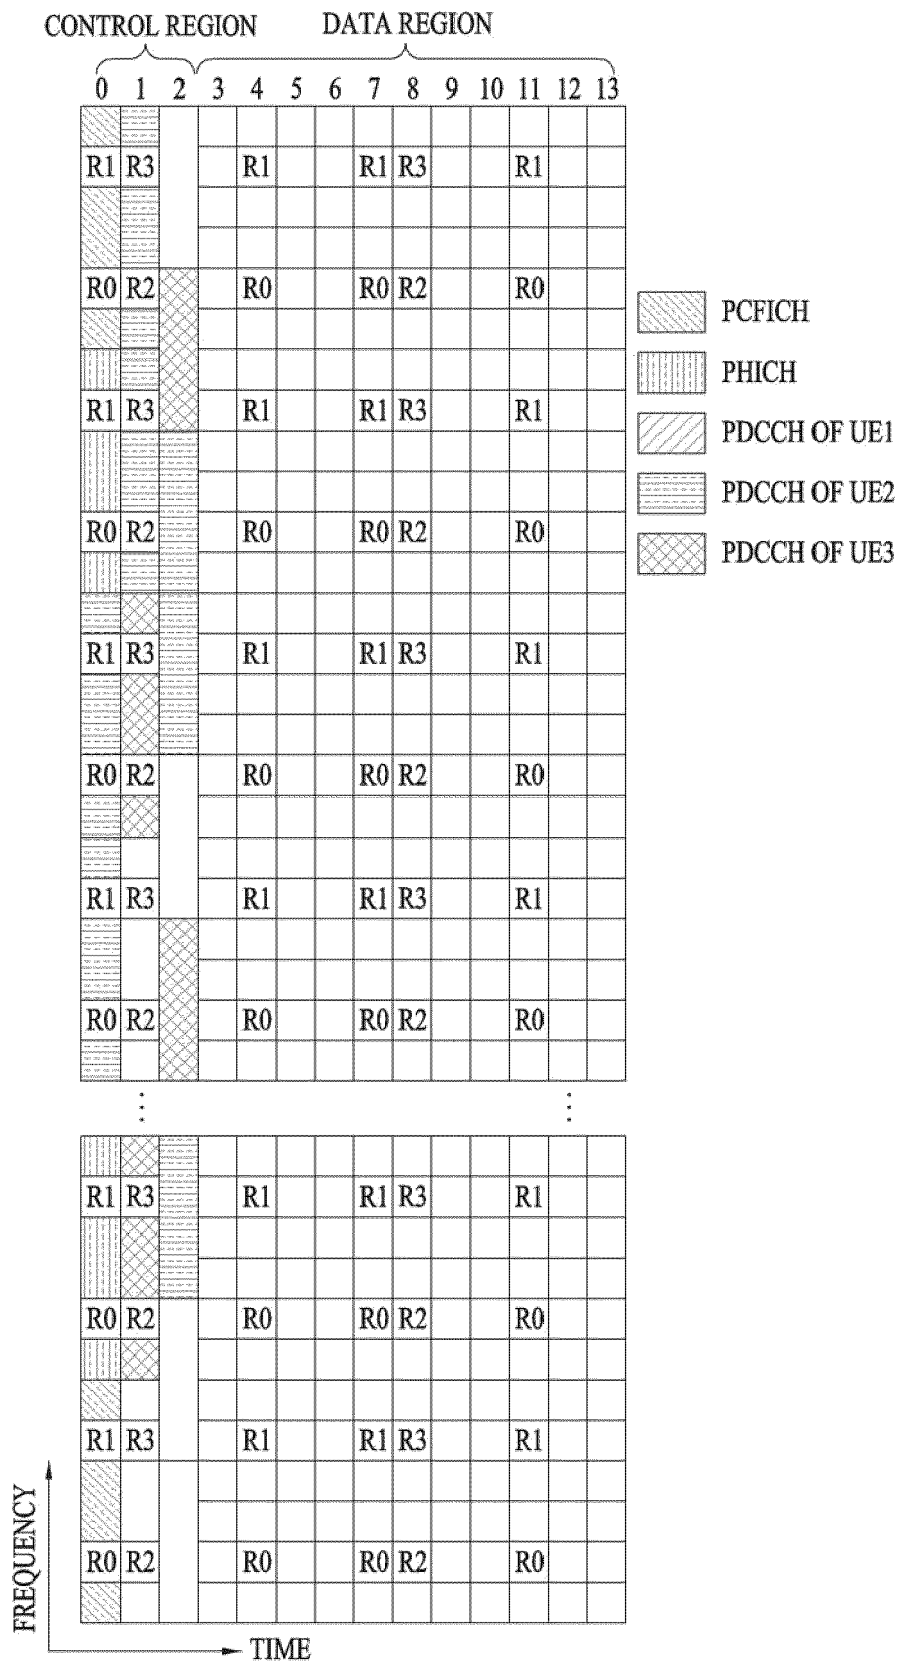 CONTROL REGION DATA REGION
0 1 2 3 4 5 6 7 8 9 10 11 12 13
R1 R3 R1 R1 R3 R1
R0 R2 R0 R0 R2 R0
PCFICH
PHICH
R1 R3 R1 R1 R3 R1
PDCCH OF UE1
PDCCH OF UE2
R0 R2 R0 R0 R2 R0
PDCCH OF UE3
R1 R3 R1 R1 R3 R1
R0 R2 R0 R0 R2 R0
R1 R3 R1 R1 R3 R1
R0 R2 R0 R0 R2 R0
R1 R3 R1 R1 R3 R1
R0 R2 R0 R0 R2 R0
R1 R3 R1 R1 R3 R1
R0 R2 R0 R0 R2 R0
FREQUENCY
TIME